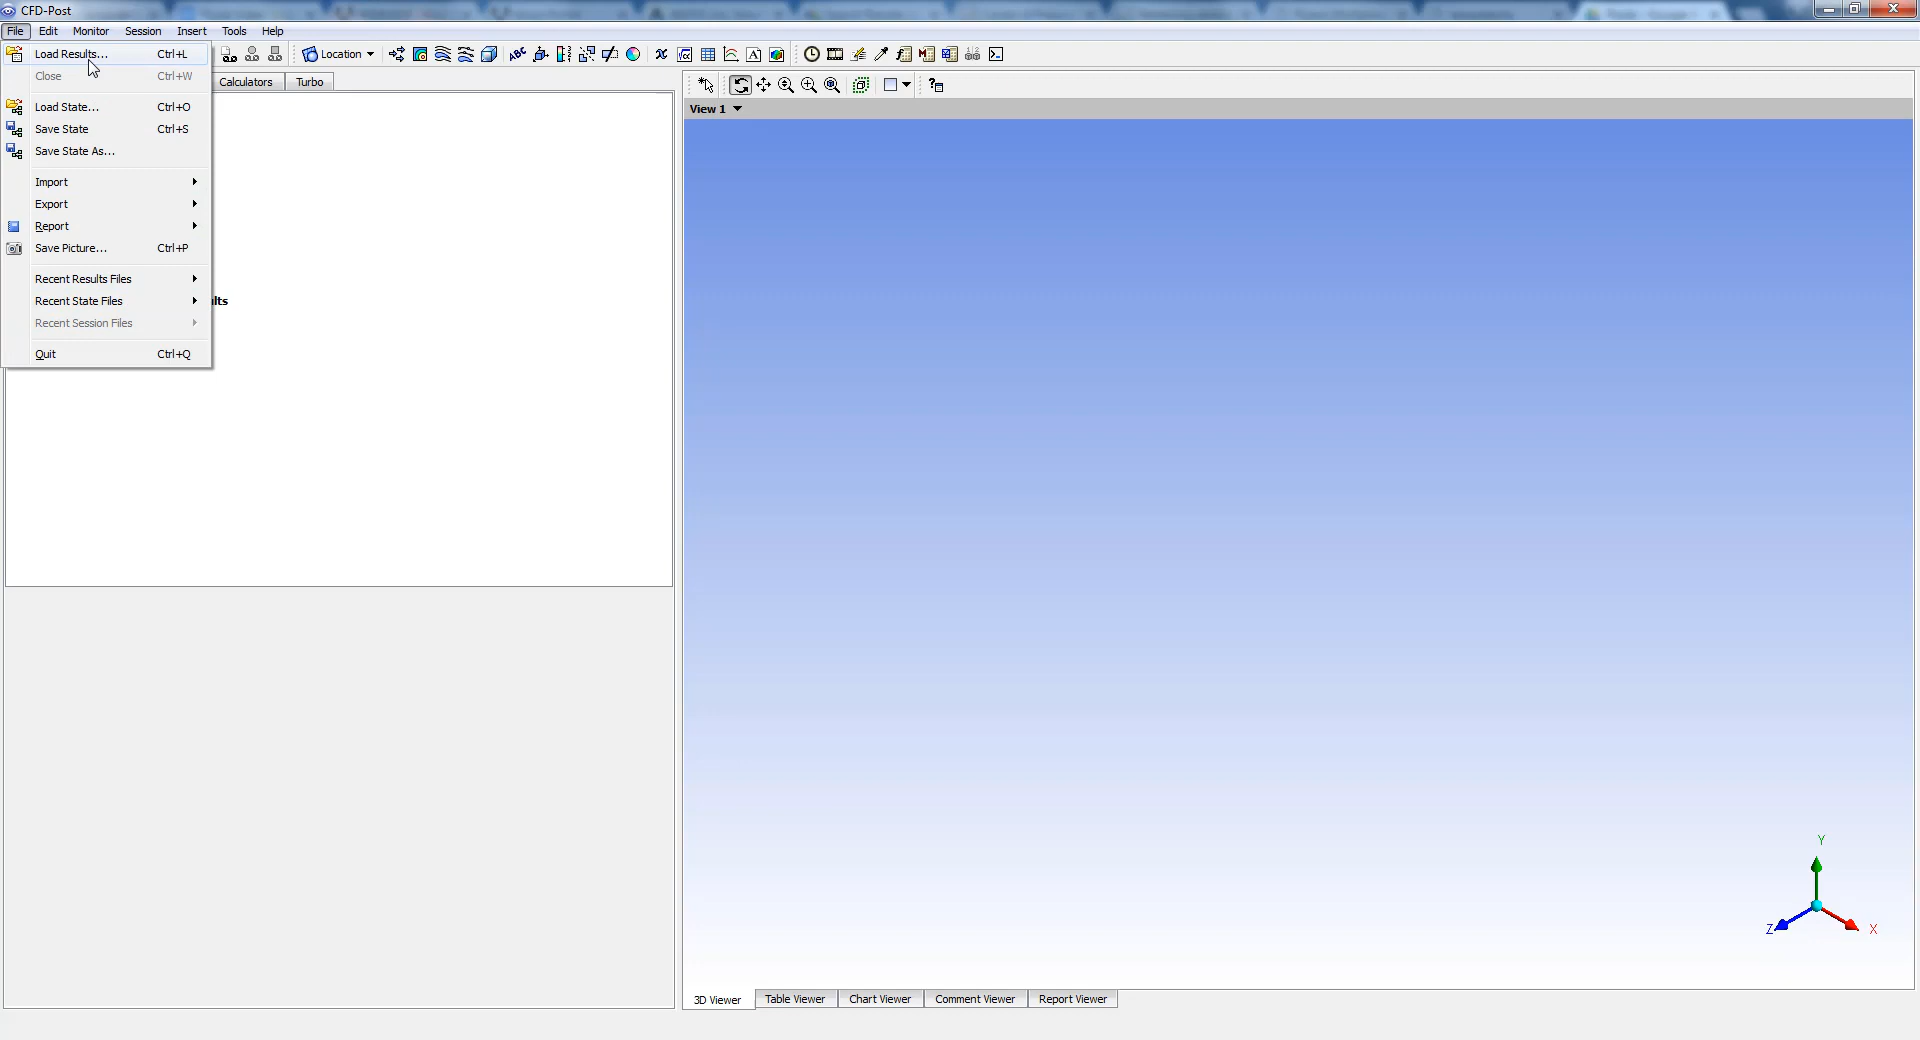 CFD-Post
File Edit Monitor Session Insert Tools Help
Load Results... Ctrl+L
Close Ctrl+W
Load State... Ctrl+O
Save State Ctrl+S
Save State As...
Import
Export
Report
Save Picture... Ctrl+P
Recent Results Files
Recent State Files
Recent Session Files
Quit Ctrl+Q
Location
ABC
A
Calculators Turbo
View 1
Y
Z X
3D Viewer Table Viewer Chart Viewer Comment Viewer Report Viewer